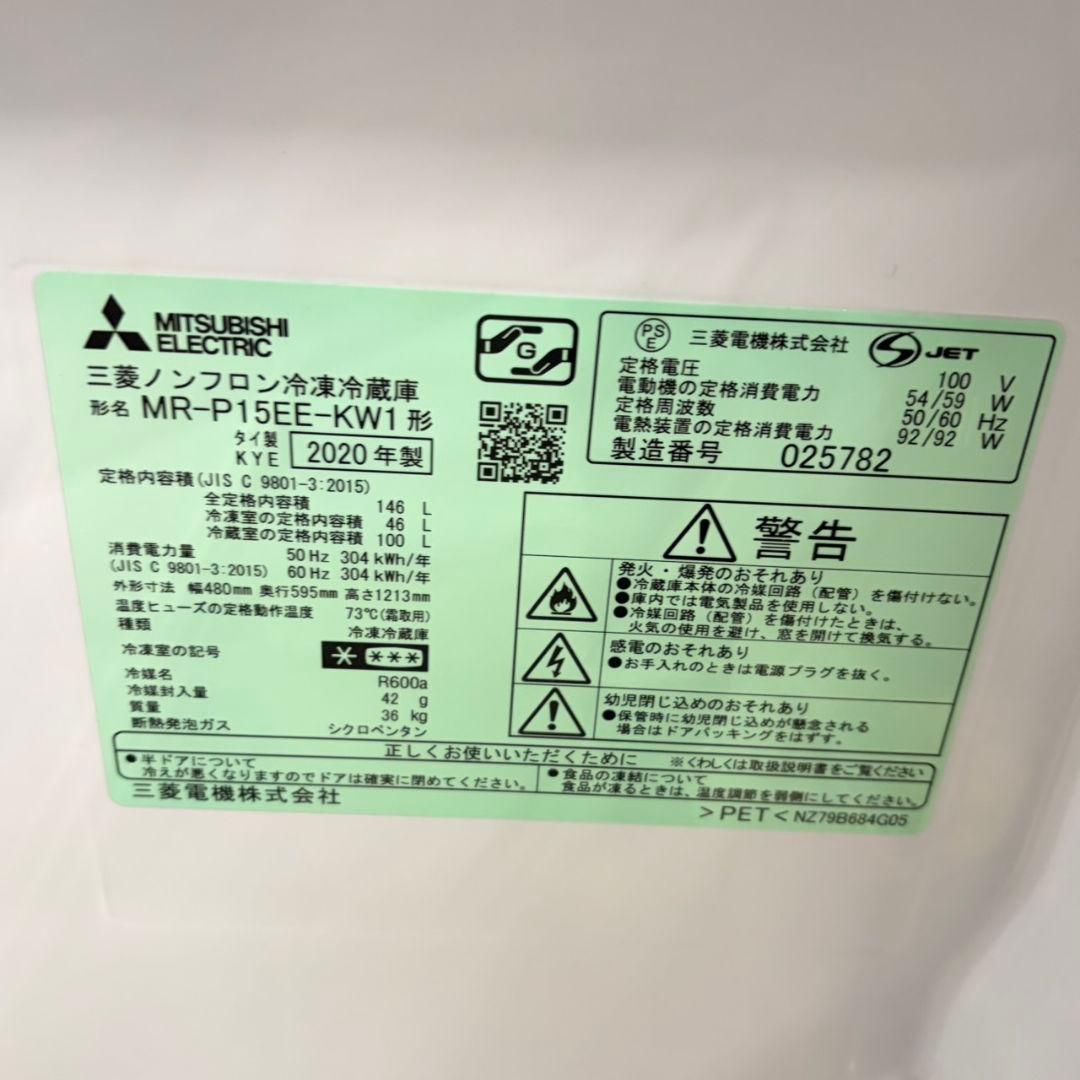 MITSUBISHI
ELECTRIC
三菱ノンフロン冷凍冷蔵庫
形名 MR-P15EE-KW1 形
タイ製
KYE 2020 年製
定格内容積(JIS C 9801-3:2015)
全定格内容積 146 L
冷凍室の定格内容積 46 L
冷蔵室の定格内容積 100 L
消費電力量 50 Hz 304 kWh/年
(JIS C 9801-3:2015) 60 Hz 304 kWh/年
外形寸法 幅480mm 奥行595mm 高さ1213mm
温度ヒューズの定格動作温度 73℃(霜取用)
種類 冷凍冷蔵庫
冷凍室の記号
冷媒名 R600a
冷媒封入量 42 g
質量 36 kg
断熱発泡ガス シクロペンタン
G
PS
E
三菱電機株式会社
JET
定格電圧 100 V
電動機の定格消費電力 54/59 W
定格周波数 50/60 Hz
電熱装置の定格消費電力 92/92 W
製造番号 025782
警告
発火・爆発のおそれあり
●冷蔵庫本体の冷媒回路(配管)を傷付けない。
●庫内では電気製品を使用しない。
●冷媒回路(配管)を傷付けたときは、
火気の使用を避け、窓を開けて換気する。
感電のおそれあり
●お手入れのときは電源プラグを抜く。
幼児閉じ込めのおそれあり
●保管時に幼児閉じ込めが懸念される
場合はドアパッキングをはずす。
正しくお使いいただくために ※くわしくは取扱説明書をご覧ください
●半ドアについて
冷えが悪くなりますのでドアは確実に閉めてください。
●食品の凍結について
食品が凍るときは、温度調節を弱側にしてください。
三菱電機株式会社
>PET< NZ79B684G05